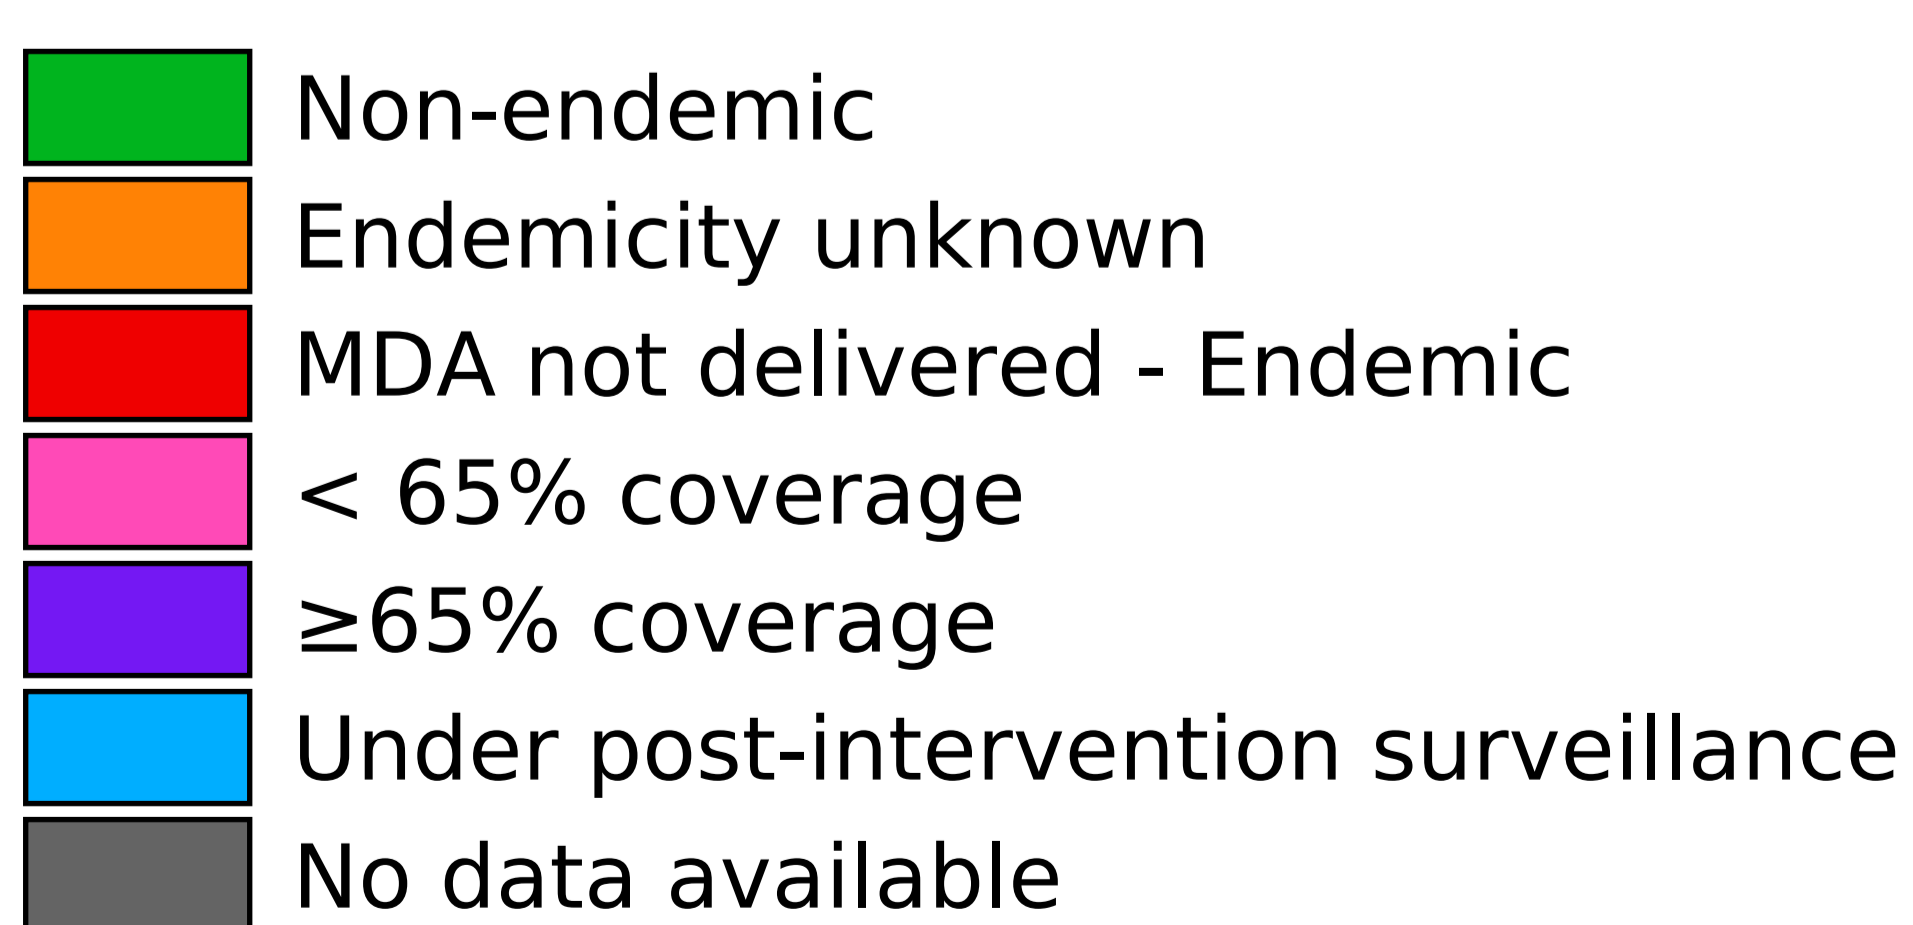 Non-endemic
Endemicity unknown
MDA not delivered - Endemic
< 65% coverage
≥65% coverage
Under post-intervention surveillance
No data available